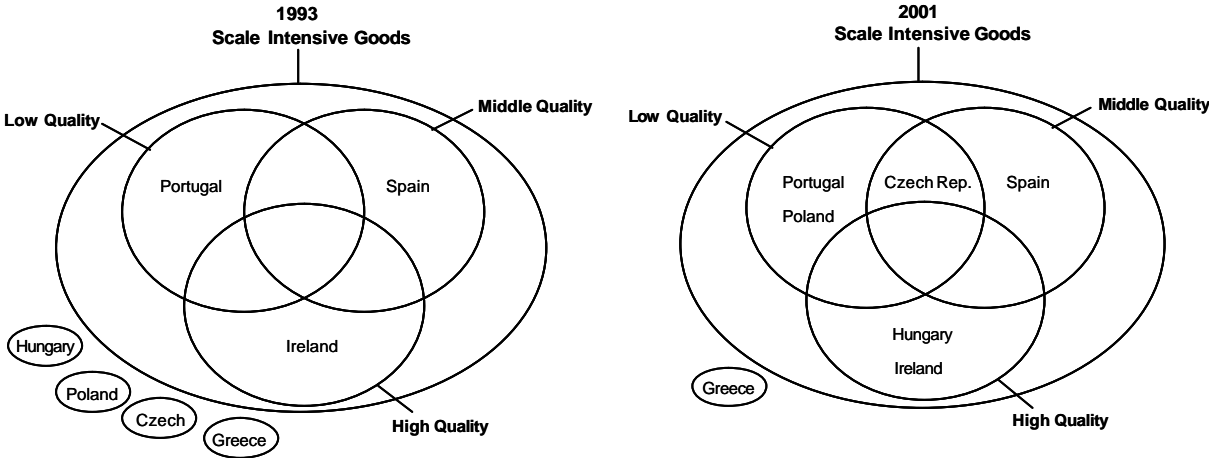 1993
Scale Intensive Goods
Low Quality
Middle Quality
Portugal
Spain
Ireland
Hungary
Poland
Czech
Greece
High Quality
2001
Scale Intensive Goods
Low Quality
Middle Quality
Portugal
Czech Rep.
Spain
Poland
Hungary
Ireland
Greece
High Quality